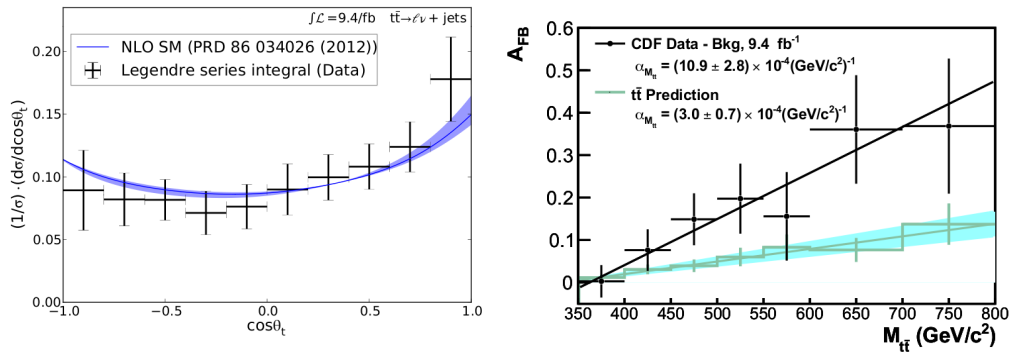 ∫ℒ = 9.4/fb tt̄→ℓν + jets
NLO SM (PRD 86 034026 (2012))
Legendre series integral (Data)
(1/σ) · (dσ/dcosθₜ)
0.20
0.15
0.10
0.05
0.00
−1.0 −0.5 0.0 0.5 1.0
cosθₜ
A_FB
0.6
0.5
0.4
0.3
0.2
0.1
0
CDF Data - Bkg, 9.4 fb⁻¹
α_Mtt̄ = (10.9 ± 2.8) × 10⁻⁴(GeV/c²)⁻¹
tt̄ Prediction
α_Mtt̄ = (3.0 ± 0.7) × 10⁻⁴(GeV/c²)⁻¹
350 400 450 500 550 600 650 700 750 800
M_tt̄ (GeV/c²)